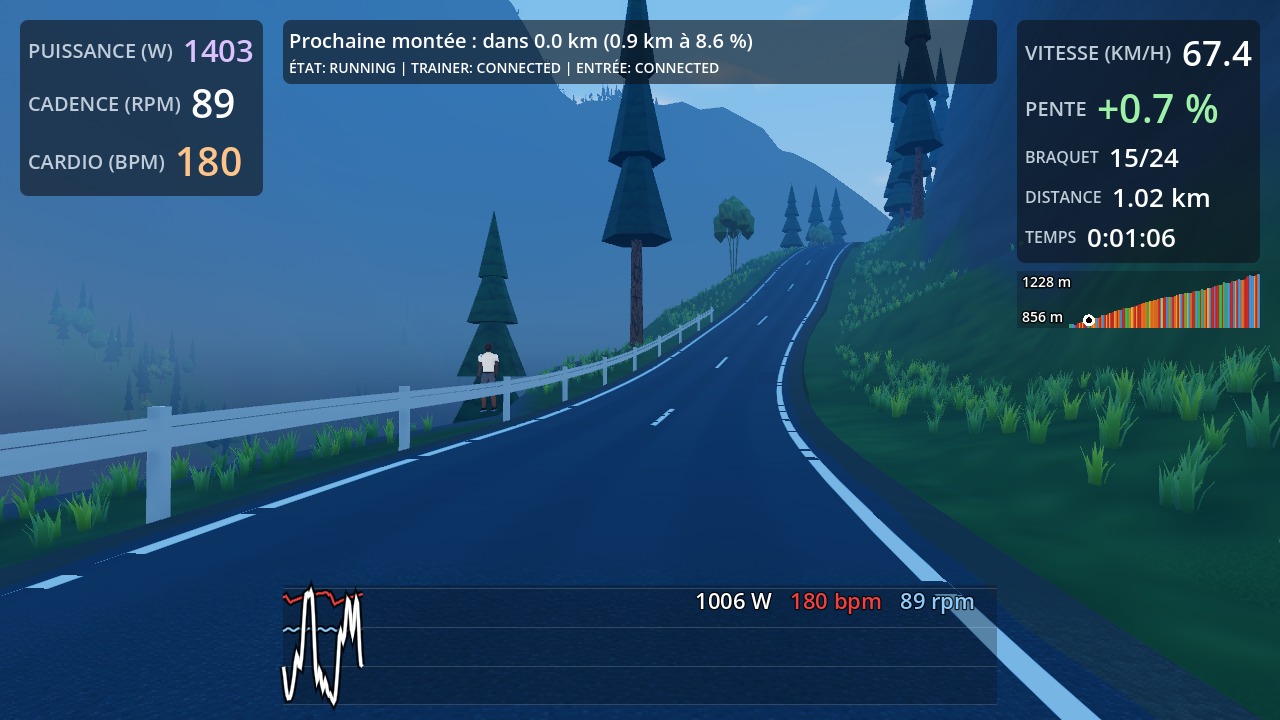 PUISSANCE (W) 1403
CADENCE (RPM) 89
CARDIO (BPM) 180
Prochaine montée : dans 0.0 km (0.9 km à 8.6 %)
ÉTAT: RUNNING | TRAINER: CONNECTED | ENTRÉE: CONNECTED
VITESSE (KM/H) 67.4
PENTE +0.7 %
BRAQUET 15/24
DISTANCE 1.02 km
TEMPS 0:01:06
1228 m
856 m
1006 W 180 bpm 89 rpm